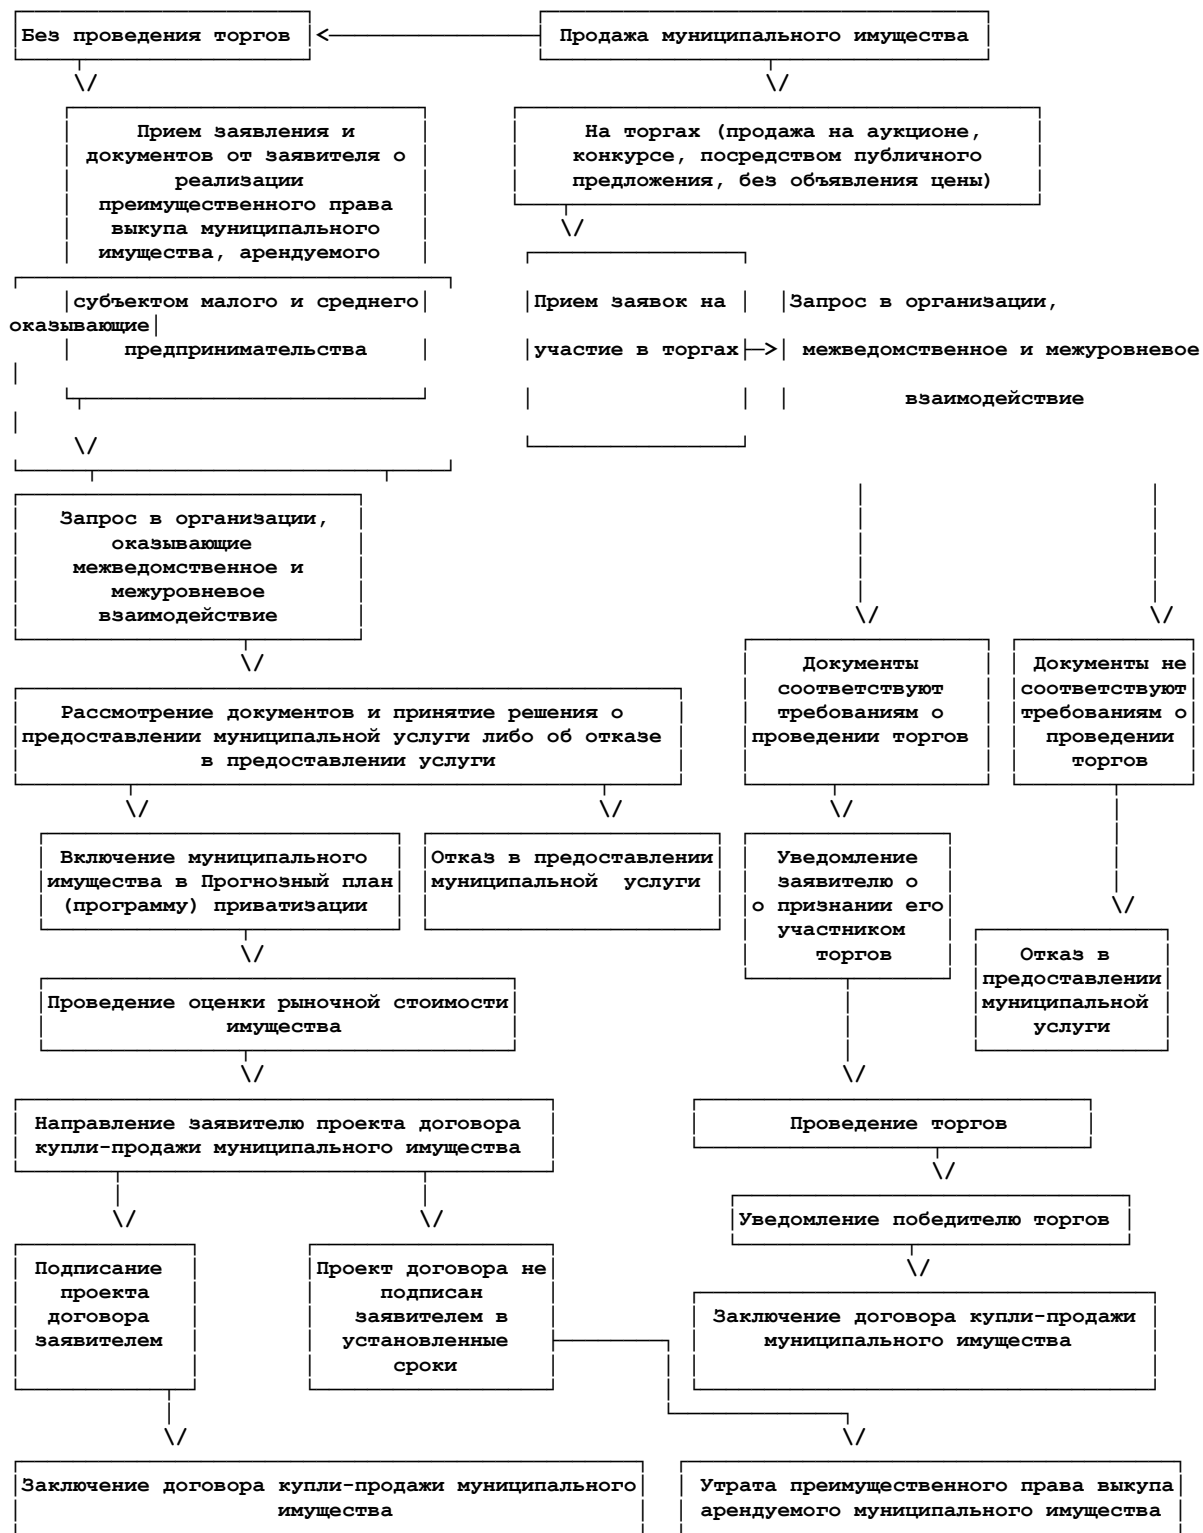 Без проведения торгов
Продажа муниципального имущества
Прием заявления и
документов от заявителя о
реализации
преимущественного права
выкупа муниципального
имущества, арендуемого
субъектом малого и среднего
предпринимательства
На торгах (продажа на аукционе,
конкурсе, посредством публичного
предложения, без объявления цены)
Прием заявок на
участие в торгах
Запрос в организации,
оказывающие
межведомственное и межуровневое
взаимодействие
Запрос в организации,
оказывающие
межведомственное и
межуровневое
взаимодействие
Документы
соответствуют
требованиям о
проведении торгов
Документы не
соответствуют
требованиям о
проведении
торгов
Рассмотрение документов и принятие решения о
предоставлении муниципальной услуги либо об отказе
в предоставлении услуги
Включение муниципального
имущества в Прогнозный план
(программу) приватизации
Отказ в предоставлении
муниципальной услуги
Уведомление
заявителю о
о признании его
участником
торгов
Отказ в
предоставлении
муниципальной
услуги
Проведение оценки рыночной стоимости
имущества
Направление заявителю проекта договора
купли-продажи муниципального имущества
Проведение торгов
Уведомление победителю торгов
Подписание
проекта
договора
заявителем
Проект договора не
подписан
заявителем в
установленные
сроки
Заключение договора купли-продажи
муниципального имущества
Заключение договора купли-продажи муниципального
имущества
Утрата преимущественного права выкупа
арендуемого муниципального имущества